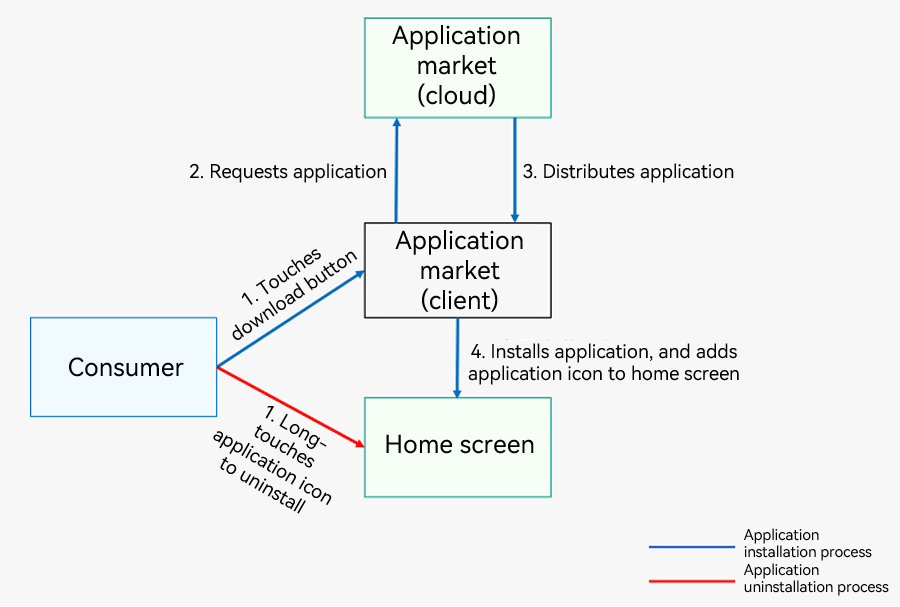 Application
market
(cloud)
2. Requests application
3. Distributes application
Application
market
(client)
1. Touches
download button
Consumer
4. Installs application, and adds
application icon to home screen
1. Long-
touches
application icon
to uninstall
Home screen
Application
installation process
Application
uninstallation process